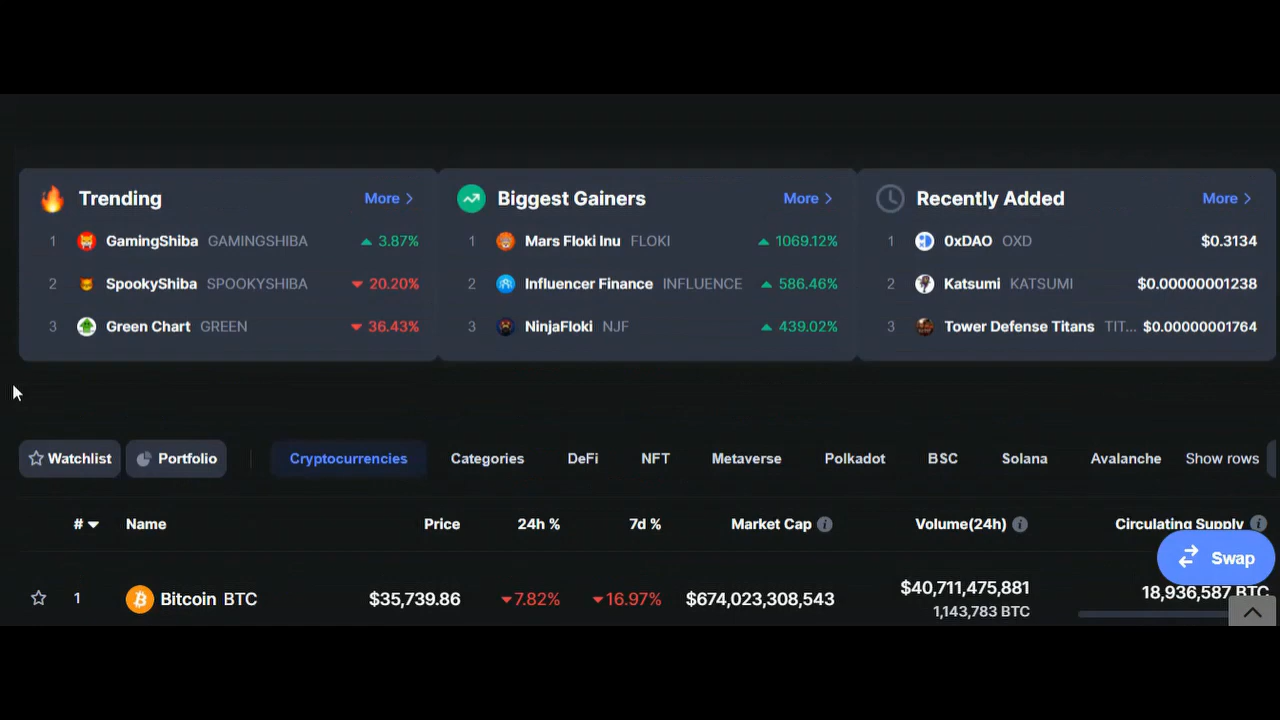 Trending More
1 GamingShiba GAMINGSHIBA 3.87%
2 SpookyShiba SPOOKYSHIBA 20.20%
3 Green Chart GREEN 36.43%
Biggest Gainers More
1 Mars Floki Inu FLOKI 1069.12%
2 Influencer Finance INFLUENCE 586.46%
3 NinjaFloki NJF 439.02%
Recently Added More
1 0xDAO OXD $0.3134
2 Katsumi KATSUMI $0.00000001238
3 Tower Defense Titans TIT... $0.00000001764
Watchlist Portfolio Cryptocurrencies Categories DeFi NFT Metaverse Polkadot BSC Solana Avalanche Show rows
# Name Price 24h % 7d % Market Cap Volume(24h) Circulating Supply
Swap
1 Bitcoin BTC $35,739.86 7.82% 16.97% $674,023,308,543 $40,711,475,881 18,936,587 BTC
1,143,783 BTC